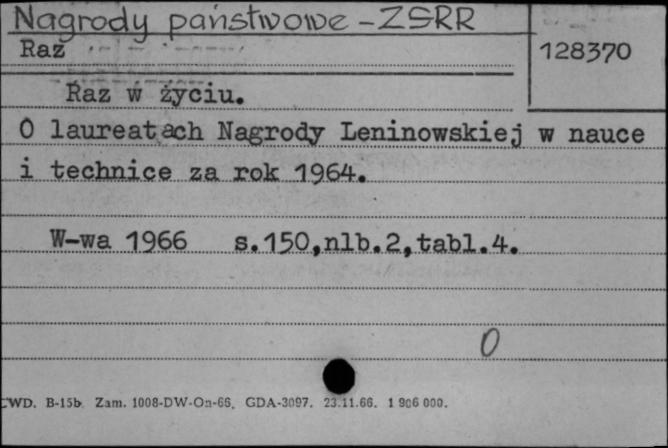 Nagrody państwowe - ZSRR
Raz
128370
Raz w życiu.
O laureatach Nagrody Leninowskiej w nauce
i technice za rok 1964.
W-wa 1966 s.150,nlb.2,tabl.4.
0
CWD. B-15b. Zam. 1008-DW-On-66. GDA-3097. 23.11.66. 1 906 000.